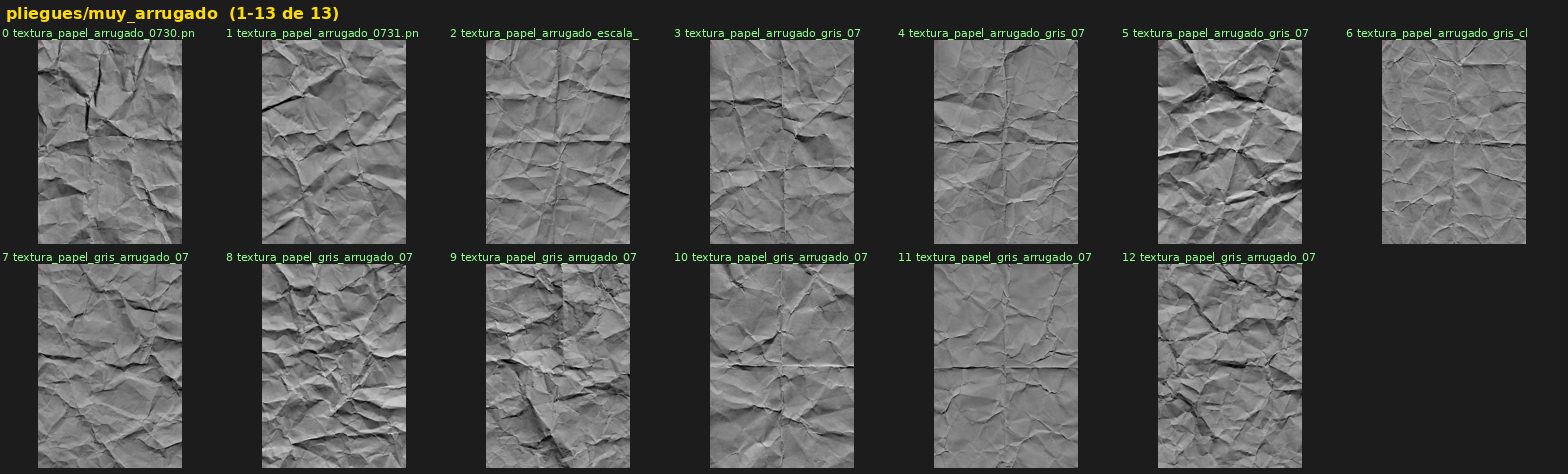 pliegues/muy_arrugado (1-13 de 13)
0 textura_papel_arrugado_0730.pn
1 textura_papel_arrugado_0731.pn
2 textura_papel_arrugado_escala_
3 textura_papel_arrugado_gris_07
4 textura_papel_arrugado_gris_07
5 textura_papel_arrugado_gris_07
6 textura_papel_arrugado_gris_cl
7 textura_papel_gris_arrugado_07
8 textura_papel_gris_arrugado_07
9 textura_papel_gris_arrugado_07
10 textura_papel_gris_arrugado_07
11 textura_papel_gris_arrugado_07
12 textura_papel_gris_arrugado_07